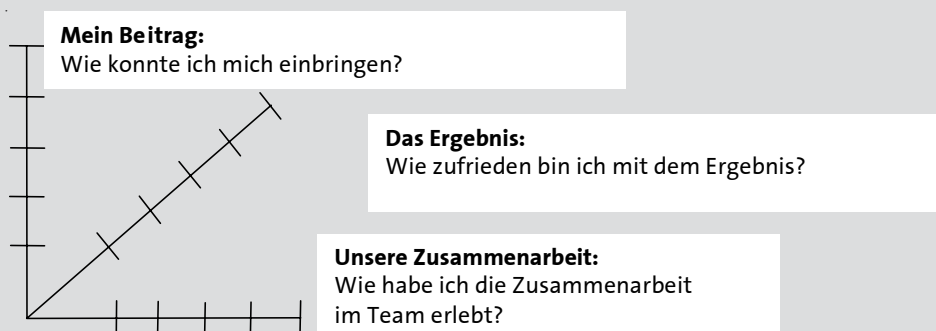 Mein Beitrag:
Wie konnte ich mich einbringen?
Das Ergebnis:
Wie zufrieden bin ich mit dem Ergebnis?
Unsere Zusammenarbeit:
Wie habe ich die Zusammenarbeit
im Team erlebt?